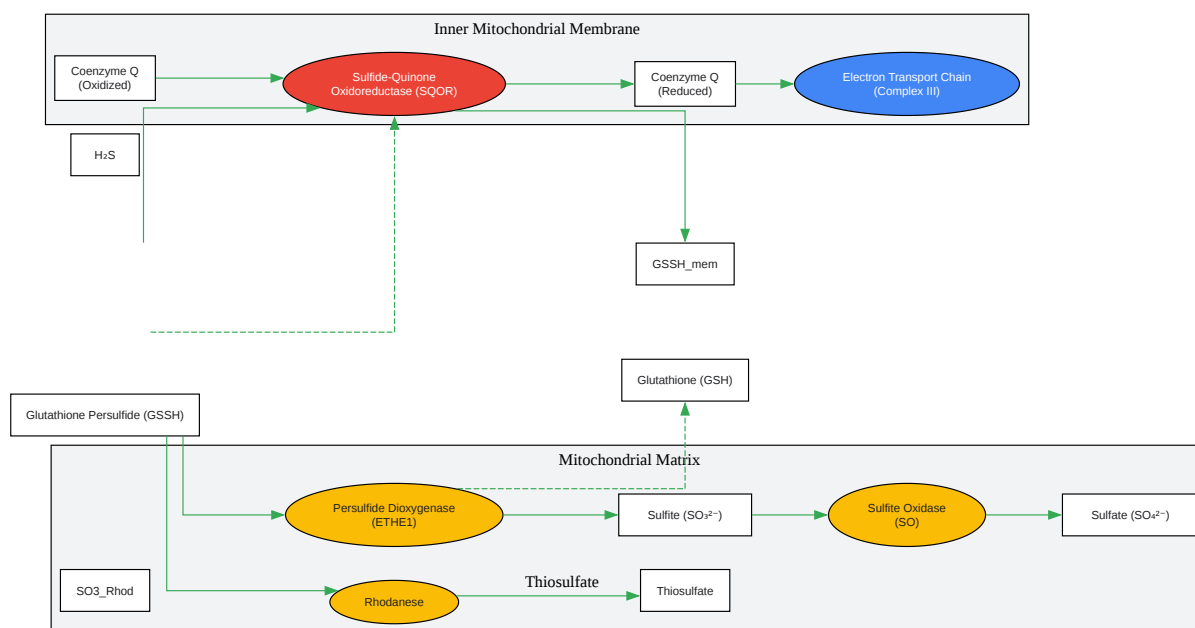 Inner Mitochondrial Membrane
Coenzyme Q
(Oxidized)
Sulfide-Quinone
Oxidoreductase (SQOR)
Coenzyme Q
(Reduced)
Electron Transport Chain
(Complex III)
H₂S
GSSH_mem
Glutathione (GSH)
Glutathione Persulfide (GSSH)
Mitochondrial Matrix
Persulfide Dioxygenase
(ETHE1)
Sulfite (SO₃²⁻)
Sulfite Oxidase
(SO)
Sulfate (SO₄²⁻)
SO3_Rhod
Rhodanese
Thiosulfate
Thiosulfate